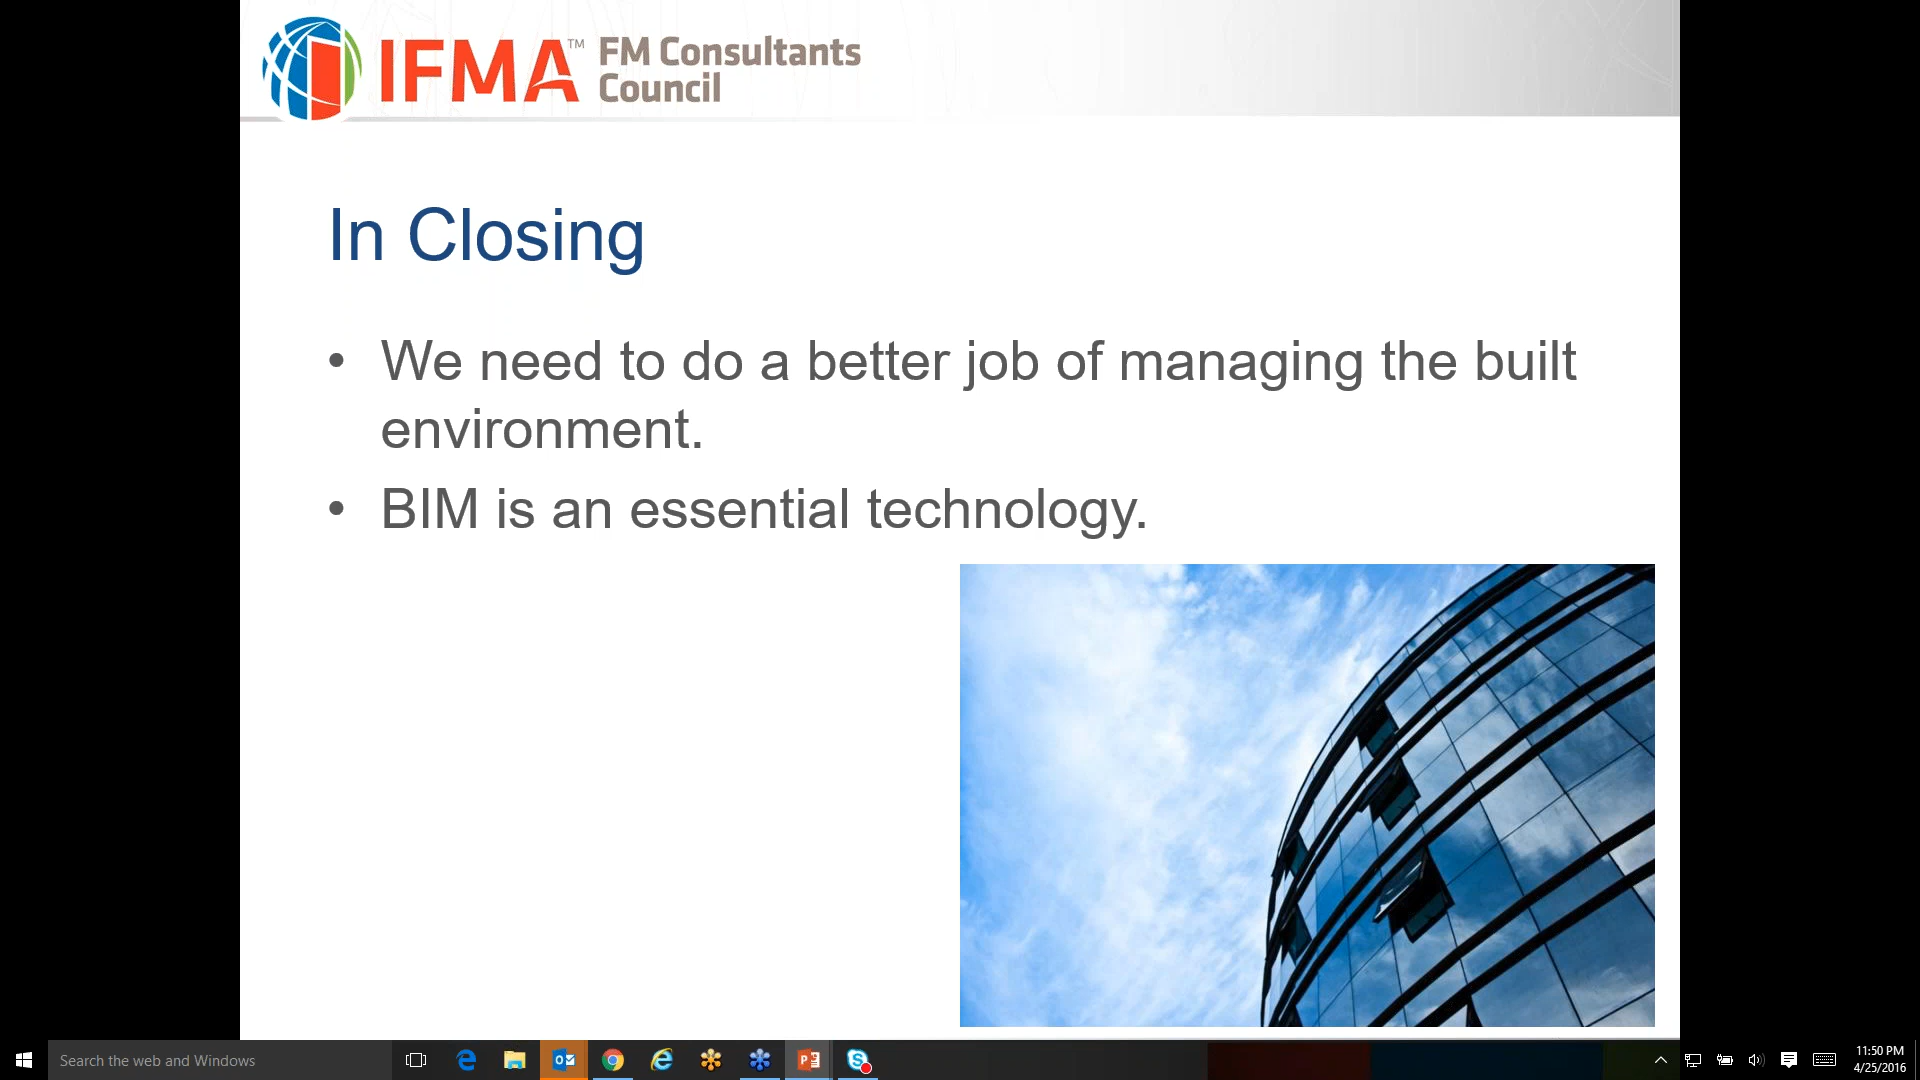 IFMA™ FM Consultants
Council
In Closing
• We need to do a better job of managing the built
environment.
• BIM is an essential technology.
Search the web and Windows
11:50 PM
4/25/2016